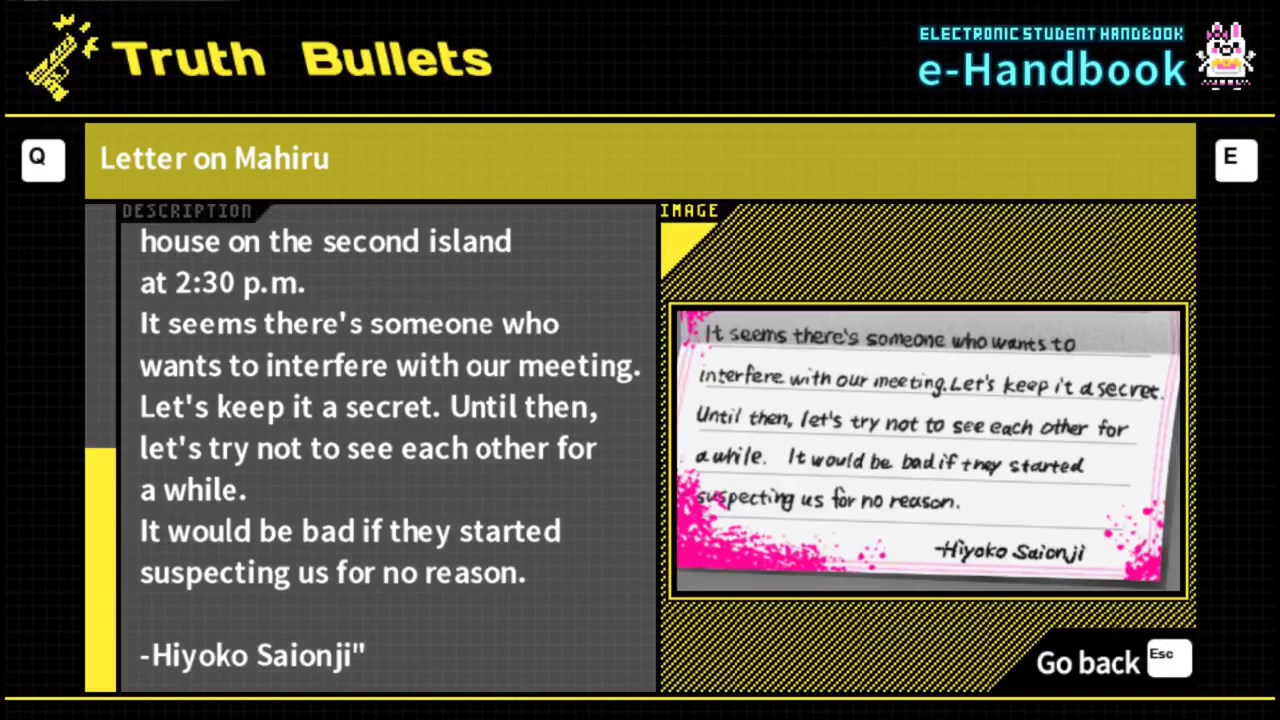 Truth Bullets
ELECTRONIC STUDENT HANDBOOK
e-Handbook
Q
Letter on Mahiru
E
DESCRIPTION
house on the second island
at 2:30 p.m.
It seems there's someone who
wants to interfere with our meeting.
Let's keep it a secret. Until then,
let's try not to see each other for
a while.
It would be bad if they started
suspecting us for no reason.
-Hiyoko Saionji"
IMAGE
It seems there's someone who wants to
interfere with our meeting. Let's keep it a secret.
Until then, let's try not to see each other for
a while. It would be bad if they started
suspecting us for no reason.
-Hiyoko Saionji
Go back
Esc